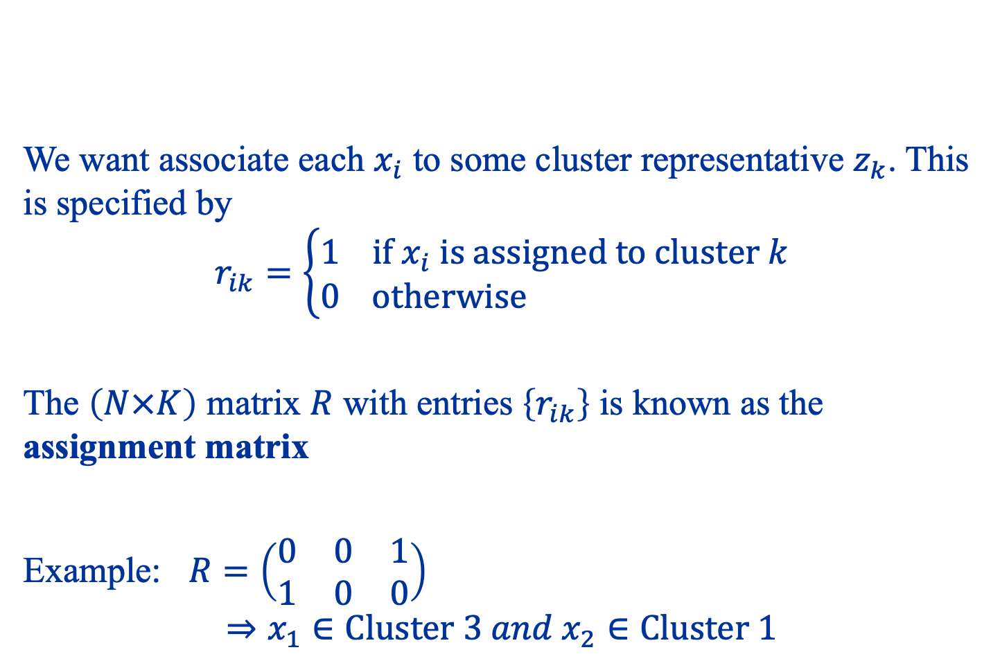 We want associate each $x_i$ to some cluster representative $z_k$. This
is specified by
$r_{ik} = \begin{cases} 1 & \text{if } x_i \text{ is assigned to cluster } k \\ 0 & \text{otherwise} \end{cases}$
The $(N \times K)$ matrix $R$ with entries $\{r_{ik}\}$ is known as the
assignment matrix
Example: $R = \begin{pmatrix} 0 & 0 & 1 \\ 1 & 0 & 0 \end{pmatrix}$
$\Rightarrow x_1 \in \text{Cluster } 3 \textit{ and } x_2 \in \text{Cluster } 1$